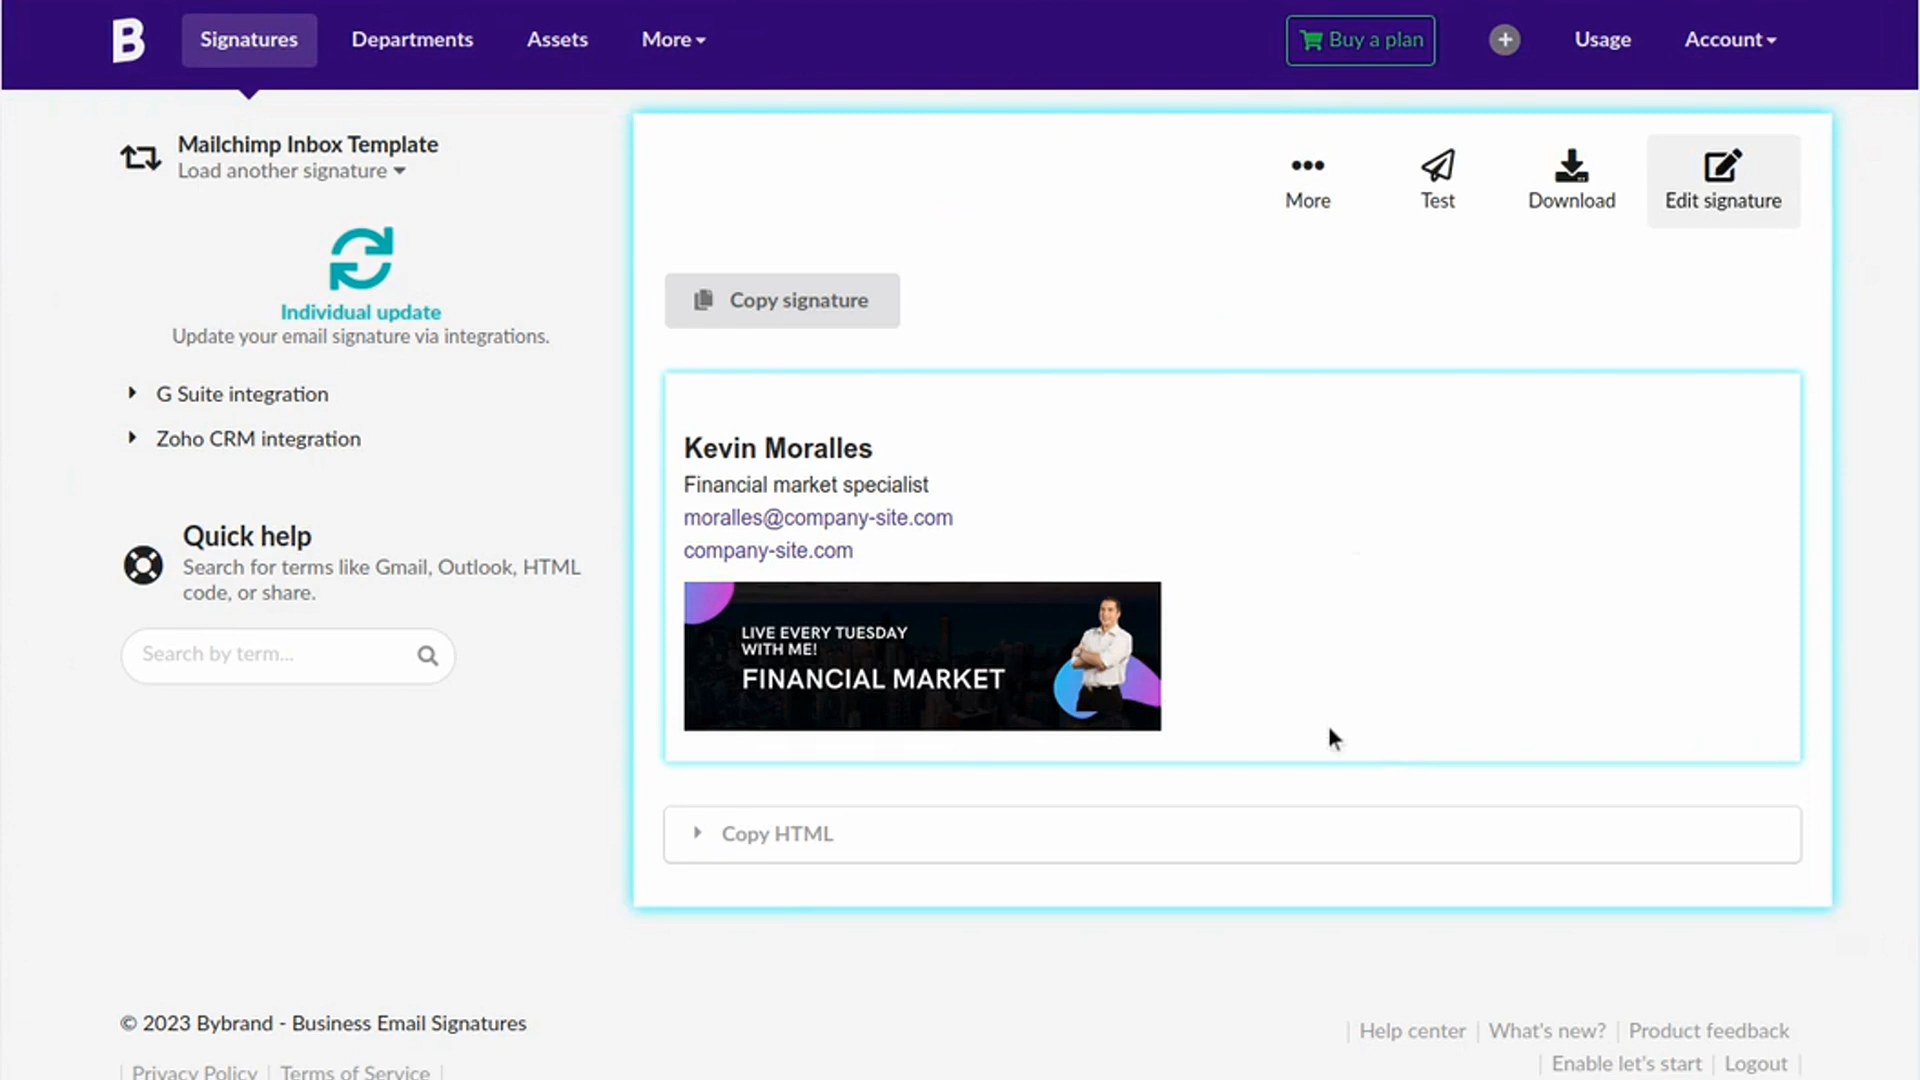 B
Signatures
Departments
Assets
More
Buy a plan
Usage
Account
Mailchimp Inbox Template
Load another signature
Individual update
Update your email signature via integrations.
G Suite integration
Zoho CRM integration
Quick help
Search for terms like Gmail, Outlook, HTML
code, or share.
Search by term...
More
Test
Download
Edit signature
Copy signature
Kevin Moralles
Financial market specialist
moralles@company-site.com
company-site.com
LIVE EVERY TUESDAY
WITH ME!
FINANCIAL MARKET
Copy HTML
© 2023 Bybrand - Business Email Signatures
| Privacy Policy | Terms of Service |
| Help center | What's new? | Product feedback
| Enable let's start | Logout |